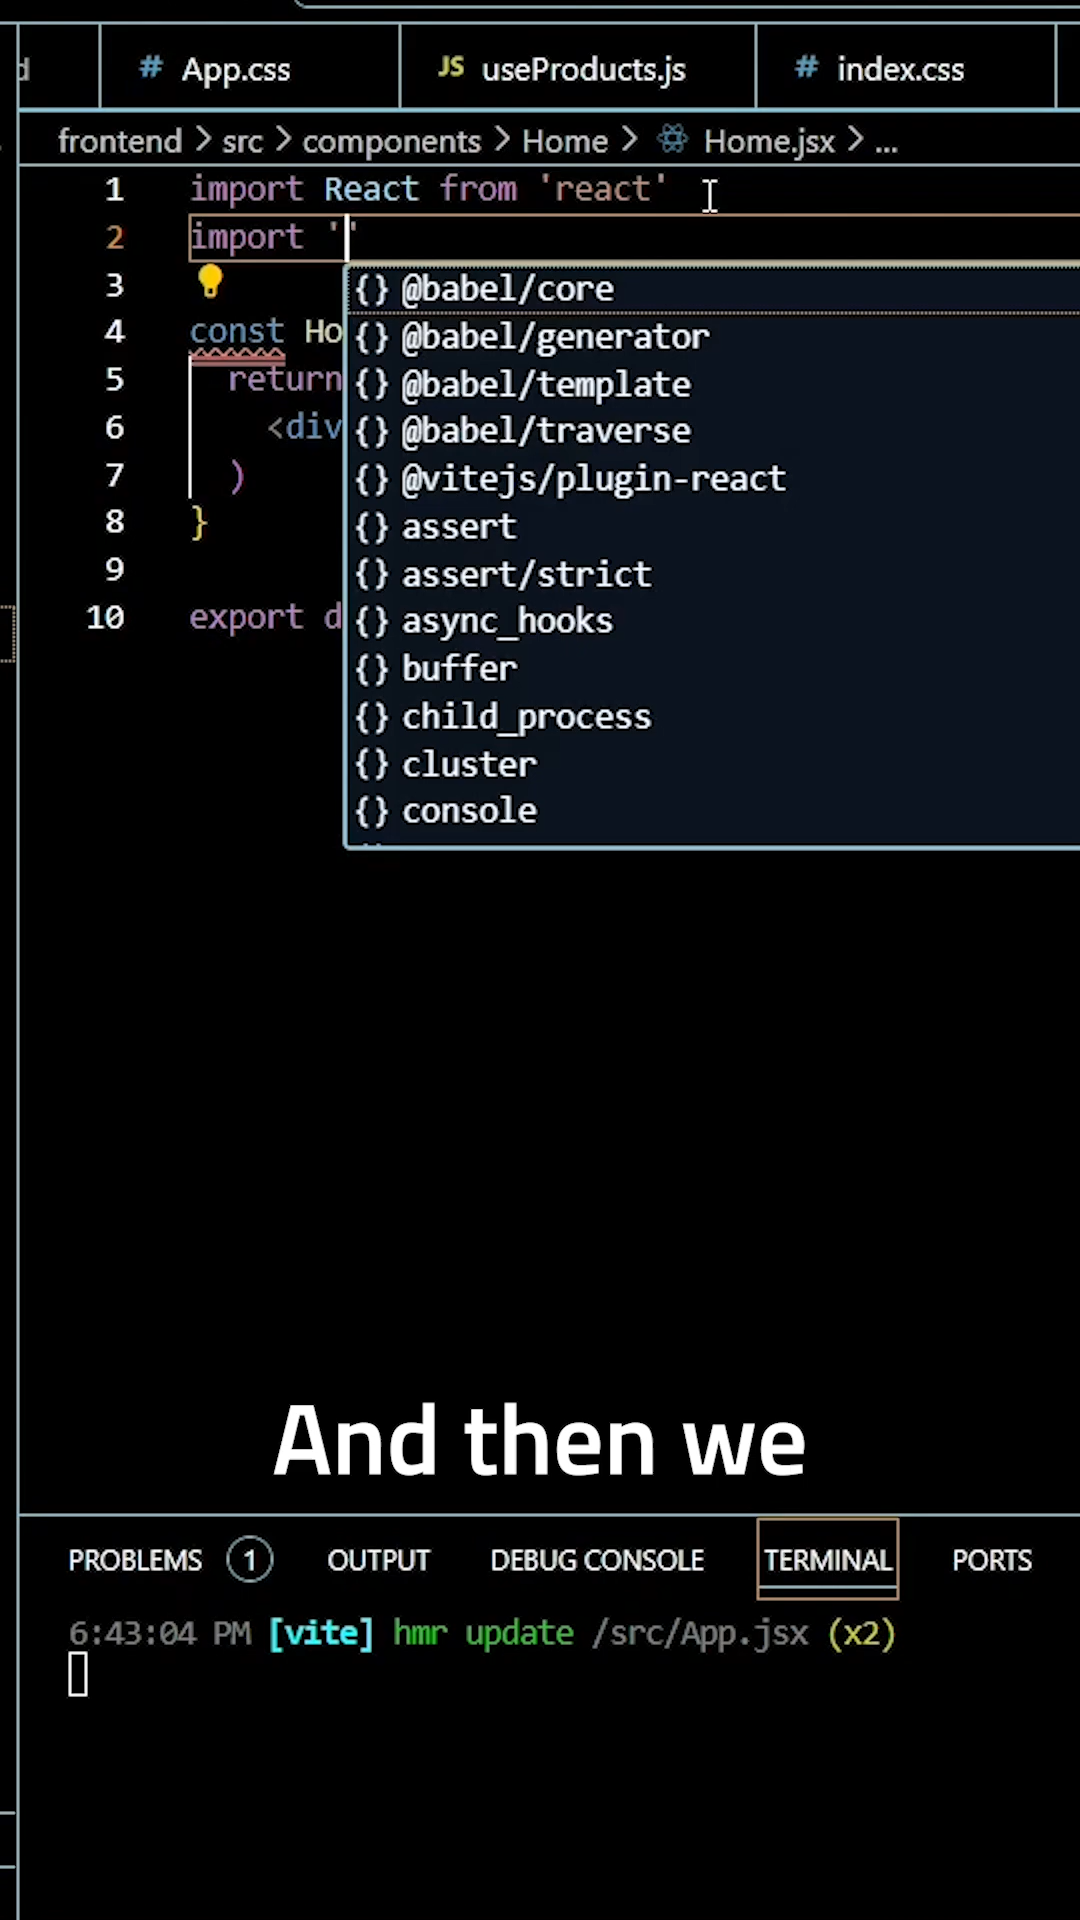 # App.css JS useProducts.js # index.css
frontend > src > components > Home > Home.jsx > ...
1 import React from 'react'
2 import ''
3
4 const Ho
5 return
6 <div
7 )
8 }
9
10 export d
{} @babel/core
{} @babel/generator
{} @babel/template
{} @babel/traverse
{} @vitejs/plugin-react
{} assert
{} assert/strict
{} async_hooks
{} buffer
{} child_process
{} cluster
{} console
And then we
PROBLEMS 1 OUTPUT DEBUG CONSOLE TERMINAL PORTS
6:43:04 PM [vite] hmr update /src/App.jsx (x2)